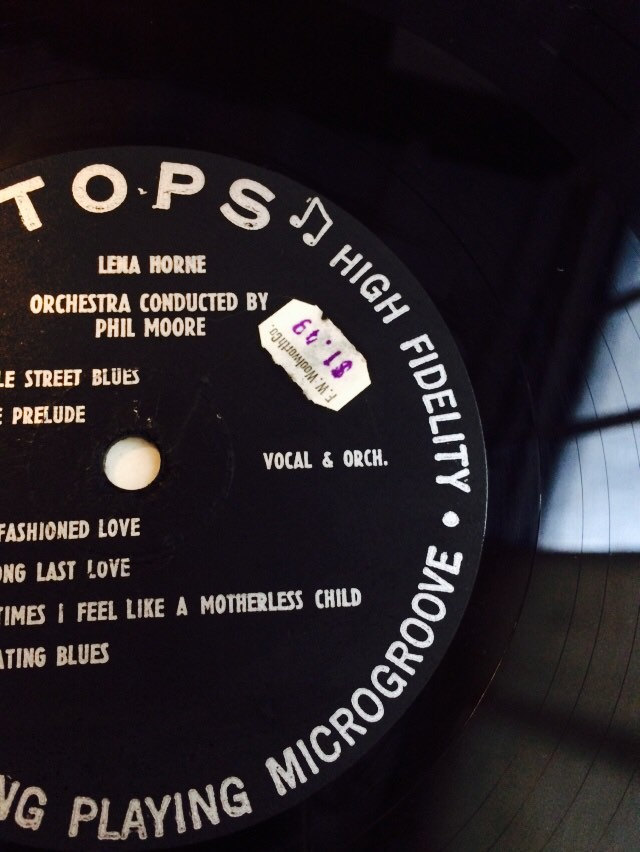 TOPS
HIGH FIDELITY • 
LENA HORNE
ORCHESTRA CONDUCTED BY
PHIL MOORE
F.W. Woolworth Co.
$1.49
LE STREET BLUES
E PRELUDE
VOCAL & ORCH.
FASHIONED LOVE
ONG LAST LOVE
TIMES I FEEL LIKE A MOTHERLESS CHILD
ATING BLUES
NG PLAYING MICROGROOVE